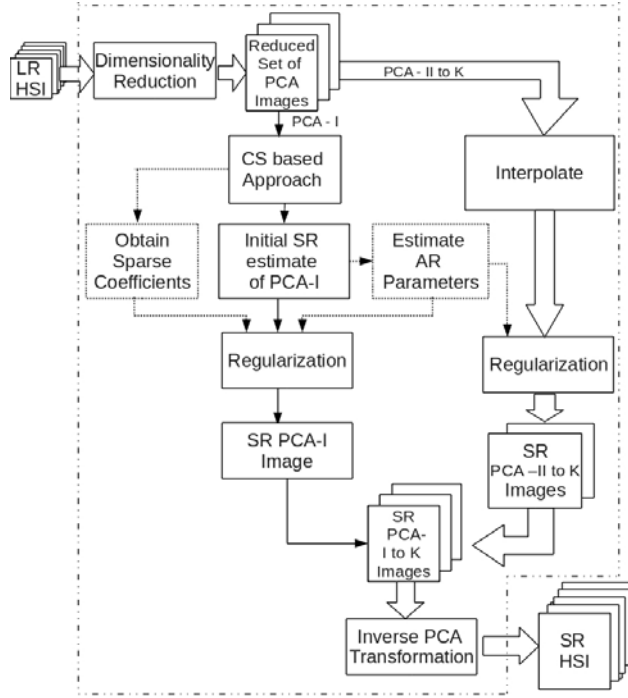 LR
HSI
Dimensionality
Reduction
Reduced
Set of
PCA
Images
PCA - II to K
PCA - I
CS based
Approach
Interpolate
Obtain
Sparse
Coefficients
Initial SR
estimate
of PCA-I
Estimate
AR
Parameters
Regularization
Regularization
SR PCA-I
Image
SR
PCA –II to K
Images
SR
PCA-
I to K
Images
Inverse PCA
Transformation
SR
HSI